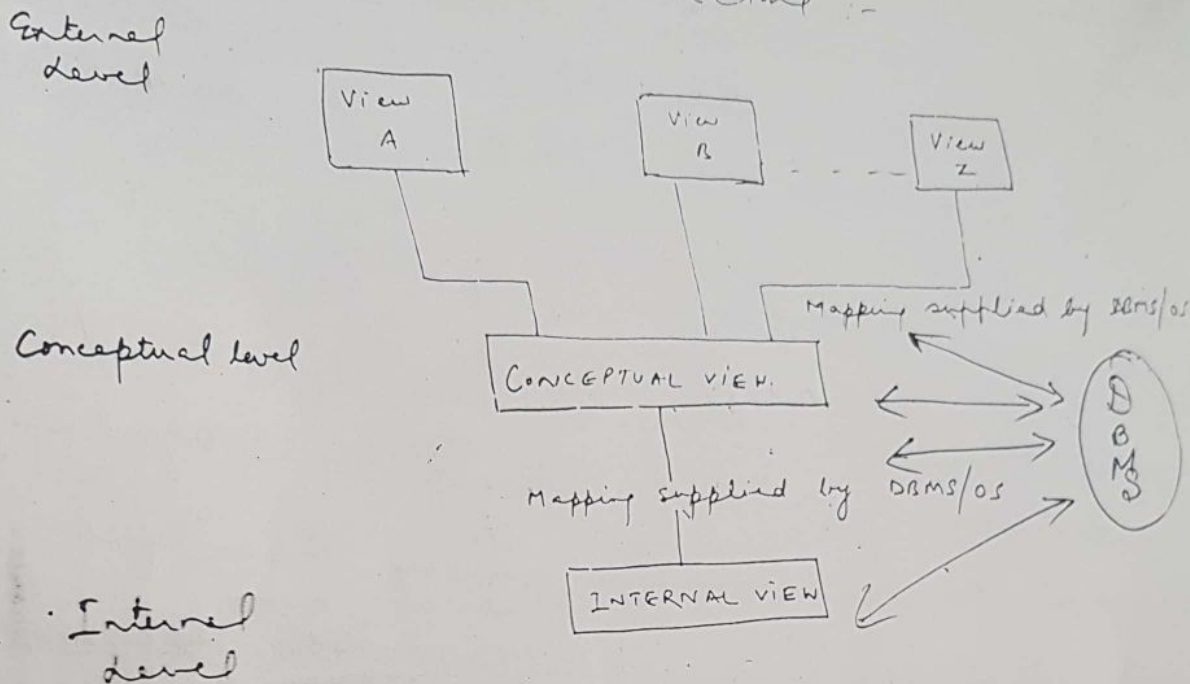 :-
External
Level
View
A
View
B
View
Z
Mapping supplied by DBMS/OS
Conceptual level
CONCEPTUAL VIEW.
D
B
M
S
Mapping supplied by DBMS/OS
INTERNAL VIEW
Internal
Level